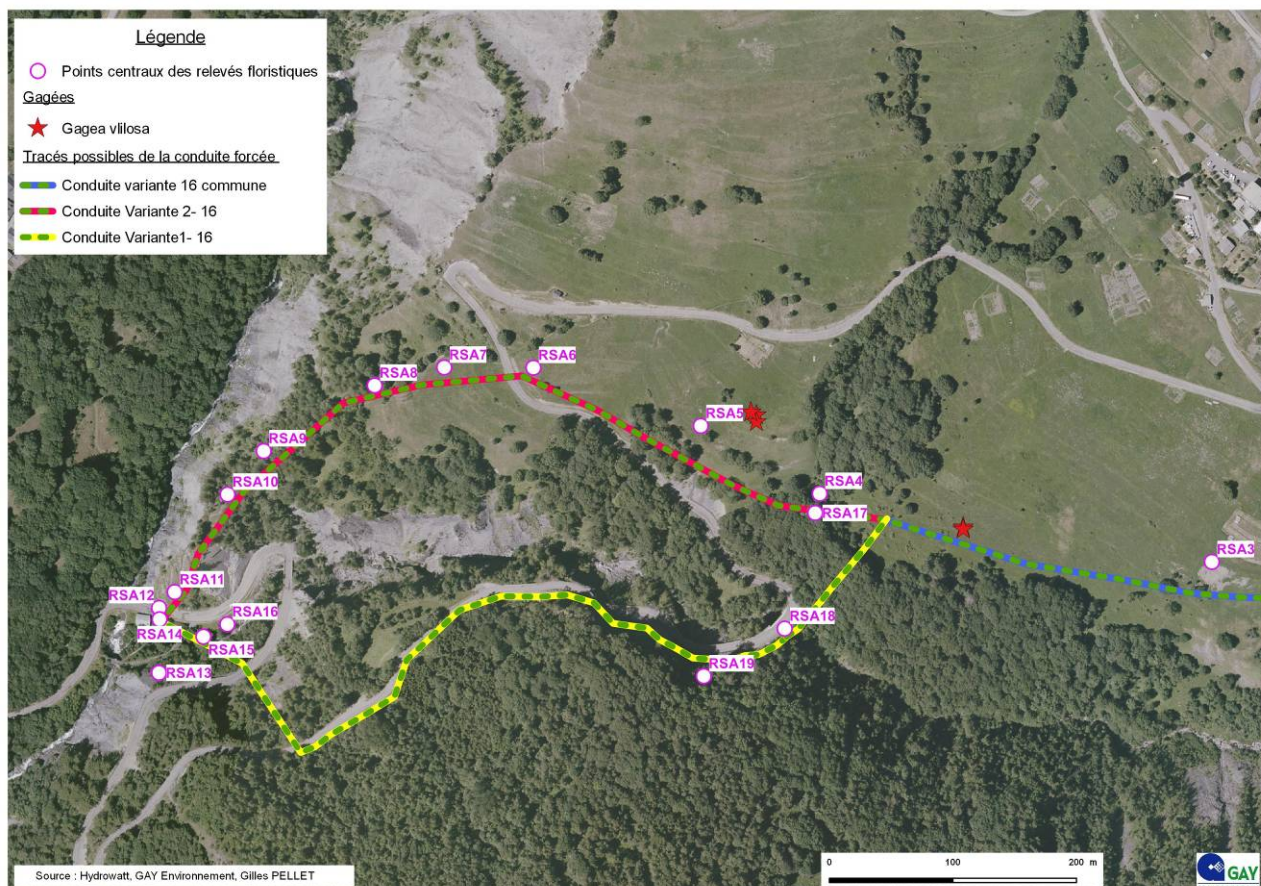 Légende
Points centraux des relevés floristiques
Gagées
Gagea vlilosa
Tracés possibles de la conduite forcée
Conduite variante 16 commune
Conduite Variante 2- 16
Conduite Variante1- 16
RSA7
RSA6
RSA8
RSA5
RSA9
RSA10
RSA4
RSA17
RSA3
RSA11
RSA12
RSA16
RSA14
RSA18
RSA15
RSA13
RSA19
Source : Hydrowatt, GAY Environnement, Gilles PELLET
0 100 200 m
GAY